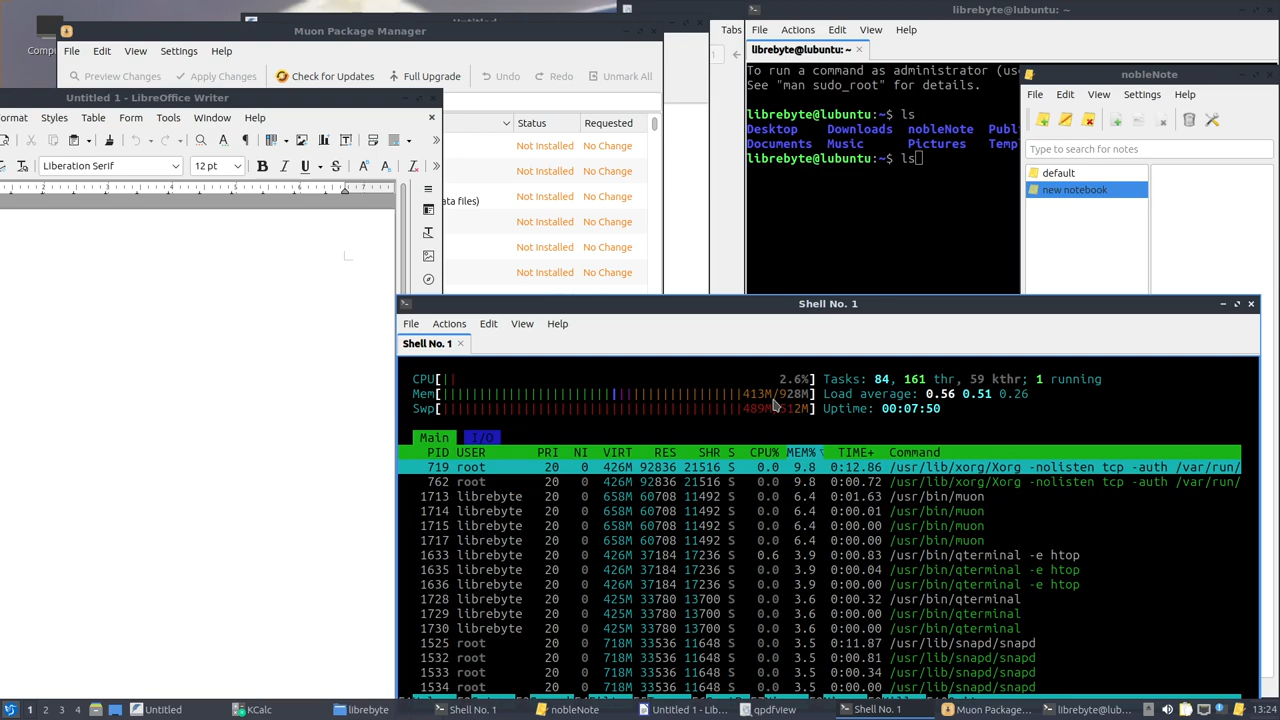 librebyte@lubuntu: ~
Untitled
Muon Package Manager
File Edit View Settings Help
Preview Changes Apply Changes Check for Updates Full Upgrade Undo Redo Unmark All
Status Requested
Not Installed No Change
Not Installed No Change
ata files) Not Installed No Change
Not Installed No Change
Not Installed No Change
Not Installed No Change
Untitled 1 - LibreOffice Writer
ormat Styles Table Form Tools Window Help
Liberation Serif 12 pt
7
Tabs
1
File Actions Edit View Help
librebyte@lubuntu: ~
To run a command as administrator (use
See "man sudo_root" for details.
librebyte@lubuntu:~$ ls
Desktop Downloads nobleNote Publ
Documents Music Pictures Temp
librebyte@lubuntu:~$ ls
nobleNote
File Edit View Settings Help
Type to search for notes
default
new notebook
Shell No. 1
File Actions Edit View Help
Shell No. 1
CPU[|| 2.6%] Tasks: 84, 161 thr, 59 kthr; 1 running
Mem[ 413M/928M] Load average: 0.56 0.51 0.26
Swp[ 489M/512M] Uptime: 00:07:50
Main I/O
PID USER PRI NI VIRT RES SHR S CPU% MEM%▽ TIME+ Command
719 root 20 0 426M 92836 21516 S 0.0 9.8 0:12.86 /usr/lib/xorg/Xorg -nolisten tcp -auth /var/run/
762 root 20 0 426M 92836 21516 S 0.0 9.8 0:00.72 /usr/lib/xorg/Xorg -nolisten tcp -auth /var/run/
1713 librebyte 20 0 658M 60708 11492 S 0.0 6.4 0:01.63 /usr/bin/muon
1714 librebyte 20 0 658M 60708 11492 S 0.0 6.4 0:00.01 /usr/bin/muon
1715 librebyte 20 0 658M 60708 11492 S 0.0 6.4 0:00.00 /usr/bin/muon
1717 librebyte 20 0 658M 60708 11492 S 0.0 6.4 0:00.00 /usr/bin/muon
1633 librebyte 20 0 426M 37184 17236 S 0.6 3.9 0:00.83 /usr/bin/qterminal -e htop
1635 librebyte 20 0 426M 37184 17236 S 0.0 3.9 0:00.04 /usr/bin/qterminal -e htop
1636 librebyte 20 0 426M 37184 17236 S 0.0 3.9 0:00.00 /usr/bin/qterminal -e htop
1728 librebyte 20 0 425M 33780 13700 S 0.0 3.6 0:00.32 /usr/bin/qterminal
1729 librebyte 20 0 425M 33780 13700 S 0.0 3.6 0:00.00 /usr/bin/qterminal
1730 librebyte 20 0 425M 33780 13700 S 0.0 3.6 0:00.00 /usr/bin/qterminal
1525 root 20 0 718M 33536 11648 S 0.0 3.5 0:11.87 /usr/lib/snapd/snapd
1532 root 20 0 718M 33536 11648 S 0.0 3.5 0:00.81 /usr/lib/snapd/snapd
1533 root 20 0 718M 33536 11648 S 0.0 3.5 0:00.34 /usr/lib/snapd/snapd
1534 root 20 0 718M 33536 11648 S 0.0 3.5 0:00.00 /usr/lib/snapd/snapd
1 2 3 4 Untitled KCalc librebyte Shell No. 1 nobleNote Untitled 1 - Lib... qpdfview Shell No. 1 Muon Package... librebyte@lubu... 13:24